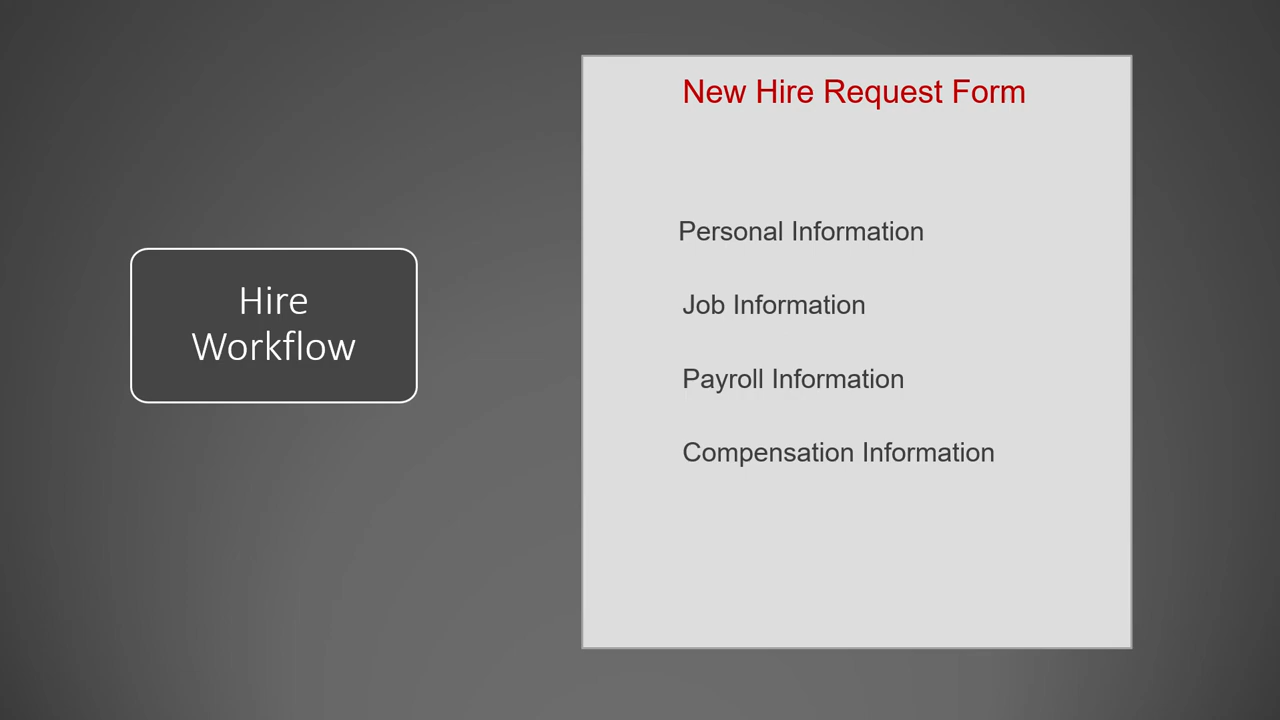 Hire
Workflow
New Hire Request Form
Personal Information
Job Information
Payroll Information
Compensation Information